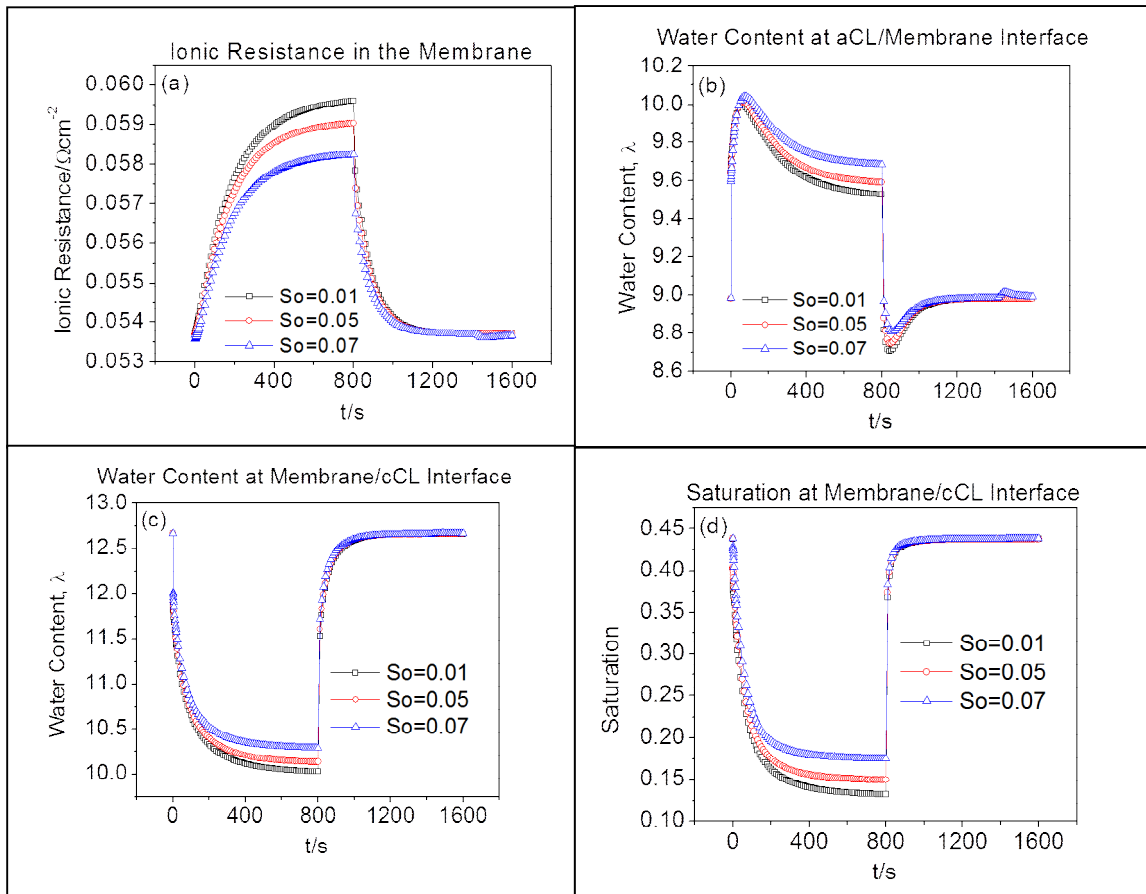 Ionic Resistance in the Membrane
(a)
Ionic Resistance/Ωcm⁻²
0.060
0.059
0.058
0.057
0.056
0.055
0.054
0.053
So=0.01
So=0.05
So=0.07
0 400 800 1200 1600
t/s
Water Content at aCL/Membrane Interface
(b)
Water Content, λ
10.2
10.0
9.8
9.6
9.4
9.2
9.0
8.8
8.6
So=0.01
So=0.05
So=0.07
0 400 800 1200 1600
t/s
Water Content at Membrane/cCL Interface
(c)
Water Content, λ
13.0
12.5
12.0
11.5
11.0
10.5
10.0
So=0.01
So=0.05
So=0.07
0 400 800 1200 1600
t/s
Saturation at Membrane/cCL Interface
(d)
Saturation
0.45
0.40
0.35
0.30
0.25
0.20
0.15
0.10
So=0.01
So=0.05
So=0.07
0 400 800 1200 1600
t/s